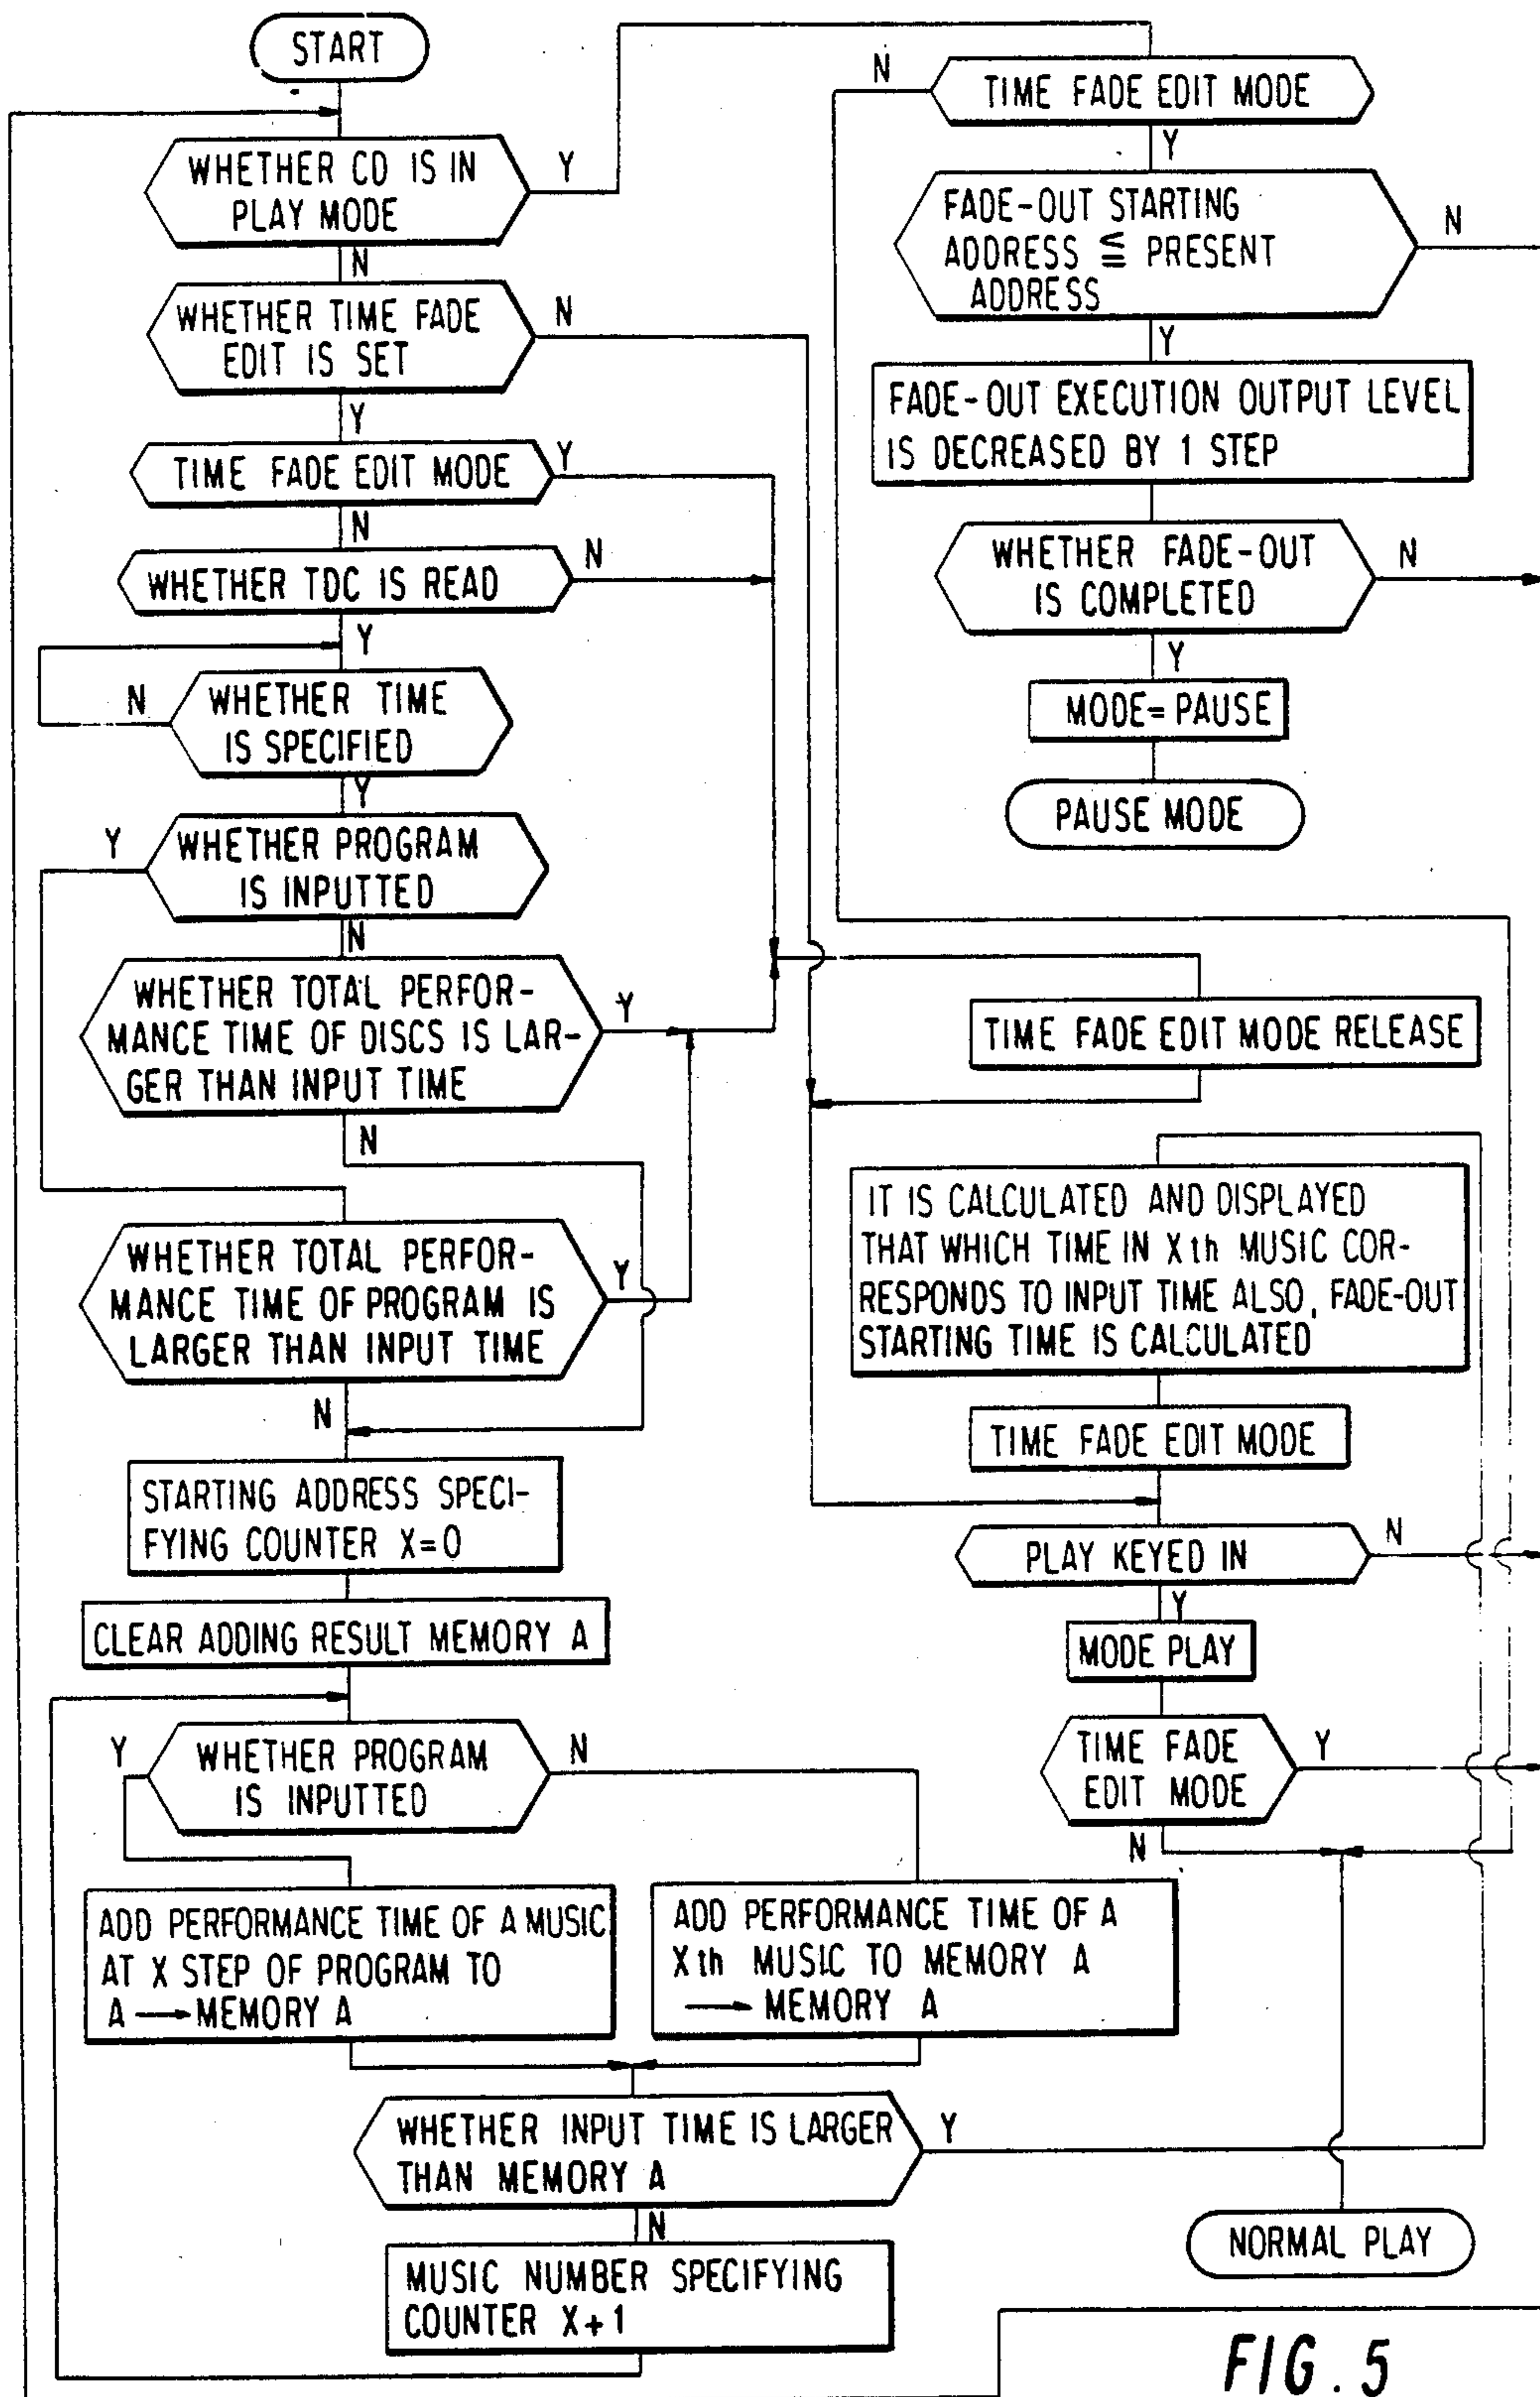 START
WHETHER CD IS IN
PLAY MODE
Y
N
WHETHER TIME FADE
EDIT IS SET
N
Y
TIME FADE EDIT MODE
Y
N
WHETHER TDC IS READ
N
Y
WHETHER TIME
IS SPECIFIED
N
Y
WHETHER PROGRAM
IS INPUTTED
Y
N
WHETHER TOTAL PERFOR-
MANCE TIME OF DISCS IS LAR-
GER THAN INPUT TIME
Y
N
WHETHER TOTAL PERFOR-
MANCE TIME OF PROGRAM IS
LARGER THAN INPUT TIME
Y
N
STARTING ADDRESS SPECI-
FYING COUNTER X=0
CLEAR ADDING RESULT MEMORY A
WHETHER PROGRAM
IS INPUTTED
Y
N
ADD PERFORMANCE TIME OF A MUSIC
AT X STEP OF PROGRAM TO
A → MEMORY A
ADD PERFORMANCE TIME OF A
Xth MUSIC TO MEMORY A
→ MEMORY A
WHETHER INPUT TIME IS LARGER
THAN MEMORY A
Y
N
MUSIC NUMBER SPECIFYING
COUNTER X+1
TIME FADE EDIT MODE
N
Y
FADE-OUT STARTING
ADDRESS ≦ PRESENT
ADDRESS
N
Y
FADE-OUT EXECUTION OUTPUT LEVEL
IS DECREASED BY 1 STEP
WHETHER FADE-OUT
IS COMPLETED
N
Y
MODE=PAUSE
PAUSE MODE
TIME FADE EDIT MODE RELEASE
IT IS CALCULATED AND DISPLAYED
THAT WHICH TIME IN Xth MUSIC COR-
RESPONDS TO INPUT TIME ALSO, FADE-OUT
STARTING TIME IS CALCULATED
TIME FADE EDIT MODE
PLAY KEYED IN
N
Y
MODE PLAY
TIME FADE
EDIT MODE
Y
N
NORMAL PLAY
FIG. 5